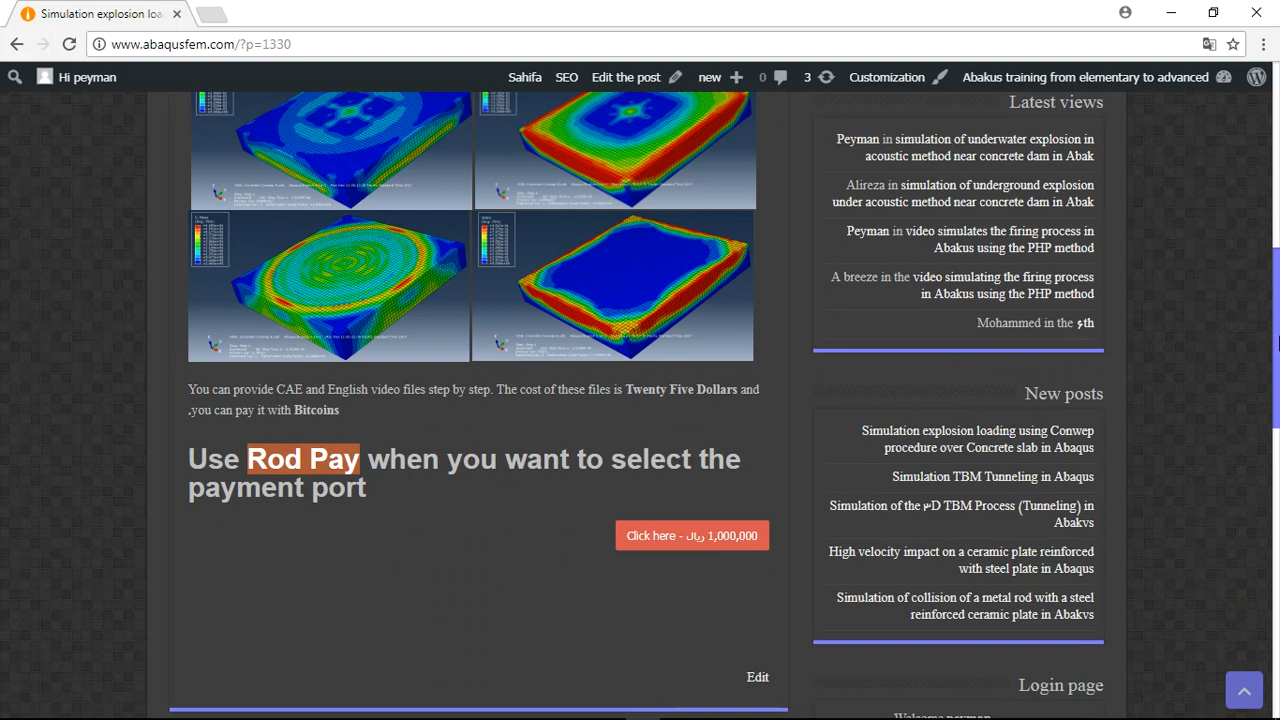 Simulation explosion loa
www.abaqusfem.com/?p=1330
Hi peyman
Sahifa
SEO
Edit the post
new
0
3
Customization
Abakus training from elementary to advanced
Latest views
Peyman in simulation of underwater explosion in
acoustic method near concrete dam in Abak
Alireza in simulation of underground explosion
under acoustic method near concrete dam in Abak
Peyman in video simulates the firing process in
Abakus using the PHP method
A breeze in the video simulating the firing process
in Abakus using the PHP method
Mohammed in the ۶th
You can provide CAE and English video files step by step. The cost of these files is Twenty Five Dollars and
.you can pay it with Bitcoins
Use Rod Pay when you want to select the
payment port
Click here - ریال 1,000,000
Edit
New posts
Simulation explosion loading using Conwep
procedure over Concrete slab in Abaqus
Simulation TBM Tunneling in Abaqus
Simulation of the ۳D TBM Process (Tunneling) in
Abakvs
High velocity impact on a ceramic plate reinforced
with steel plate in Abaqus
Simulation of collision of a metal rod with a steel
reinforced ceramic plate in Abakvs
Login page
Welcome peyman